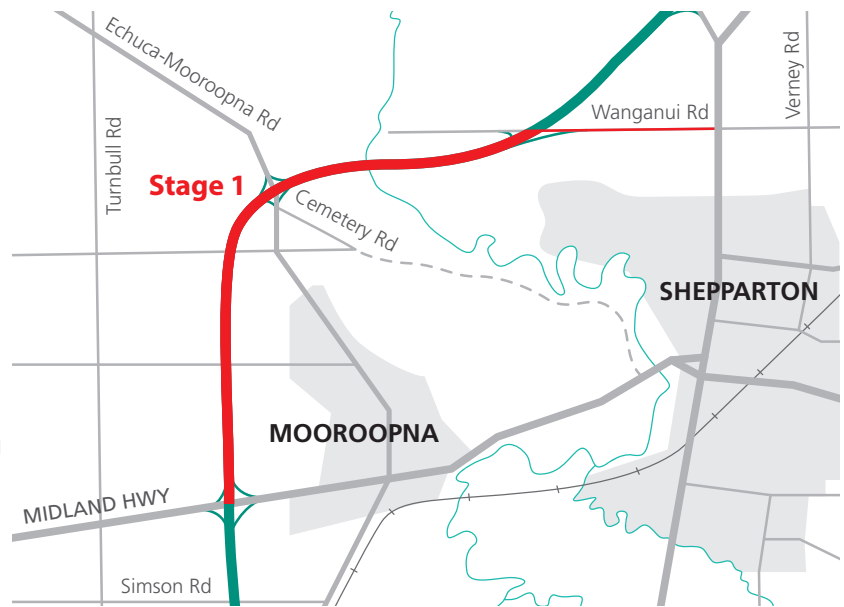 Echuca-Mooroopna Rd
Verney Rd
Wanganui Rd
Turnbull Rd
Stage 1
Cemetery Rd
SHEPPARTON
MOOROOPNA
MIDLAND HWY
Simson Rd